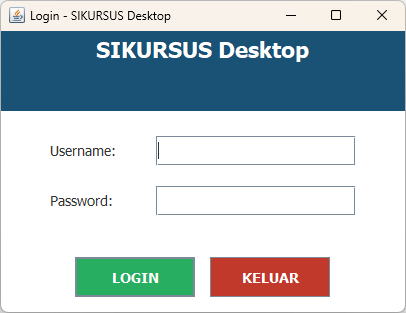 Login - SIKURSUS Desktop
SIKURSUS Desktop
Username:
Password:
LOGIN KELUAR